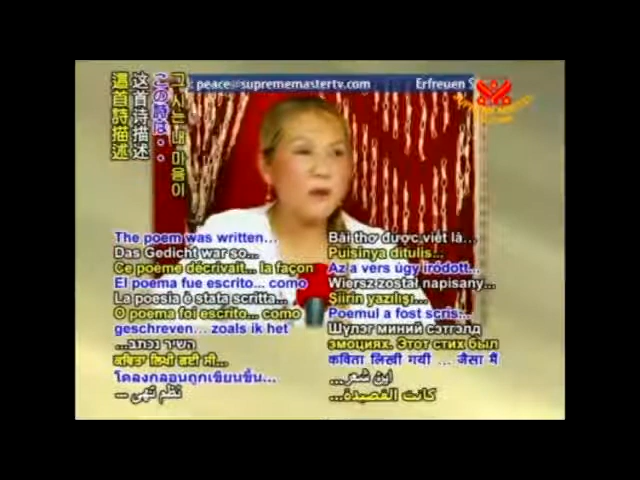 : peace@suprememastertv.com
Erfreuen S
그 시는 내 마음이
この詩は・・
这首诗描述
這首詩描述
The poem was written...
Das Gedicht war so...
Ce poème décrivait... la façon
El poema fue escrito... como
La poesia è stata scritta...
O poema foi escrito... como
geschreven... zoals ik het
השיר נכתב...
ਕਵਿਤਾ ਲਿਖੀ ਗਈ ਸੀ...
โคลงกลอนถูกเขียนขึ้น...
نظم تھی ...
Bài thơ được viết là...
Puisinya ditulis...
Az a vers úgy íródott...
Wiersz został napisany...
Şiirin yazılışı...
Poemul a fost scris...
Шүлэг миний сэтгэлд
эмоциях. Этот стих был
कविता लिखी गयी ... जैसा मैं
این شعر...
كانت القصيدة...